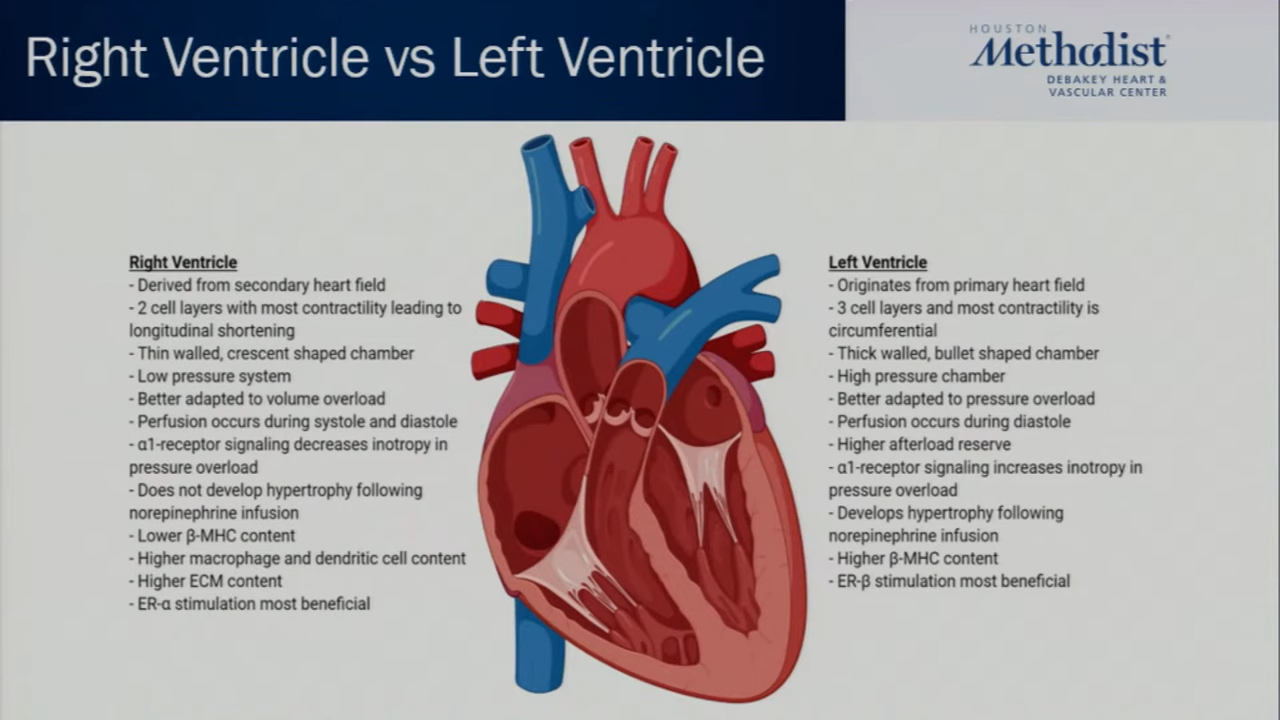 Right Ventricle vs Left Ventricle
HOUSTON
Methodist
DEBAKEY HEART &
VASCULAR CENTER
Right Ventricle
- Derived from secondary heart field
- 2 cell layers with most contractility leading to
longitudinal shortening
- Thin walled, crescent shaped chamber
- Low pressure system
- Better adapted to volume overload
- Perfusion occurs during systole and diastole
- α1-receptor signaling decreases inotropy in
pressure overload
- Does not develop hypertrophy following
norepinephrine infusion
- Lower β-MHC content
- Higher macrophage and dendritic cell content
- Higher ECM content
- ER-α stimulation most beneficial
Left Ventricle
- Originates from primary heart field
- 3 cell layers and most contractility is
circumferential
- Thick walled, bullet shaped chamber
- High pressure chamber
- Better adapted to pressure overload
- Perfusion occurs during diastole
- Higher afterload reserve
- α1-receptor signaling increases inotropy in
pressure overload
- Develops hypertrophy following
norepinephrine infusion
- Higher β-MHC content
- ER-β stimulation most beneficial